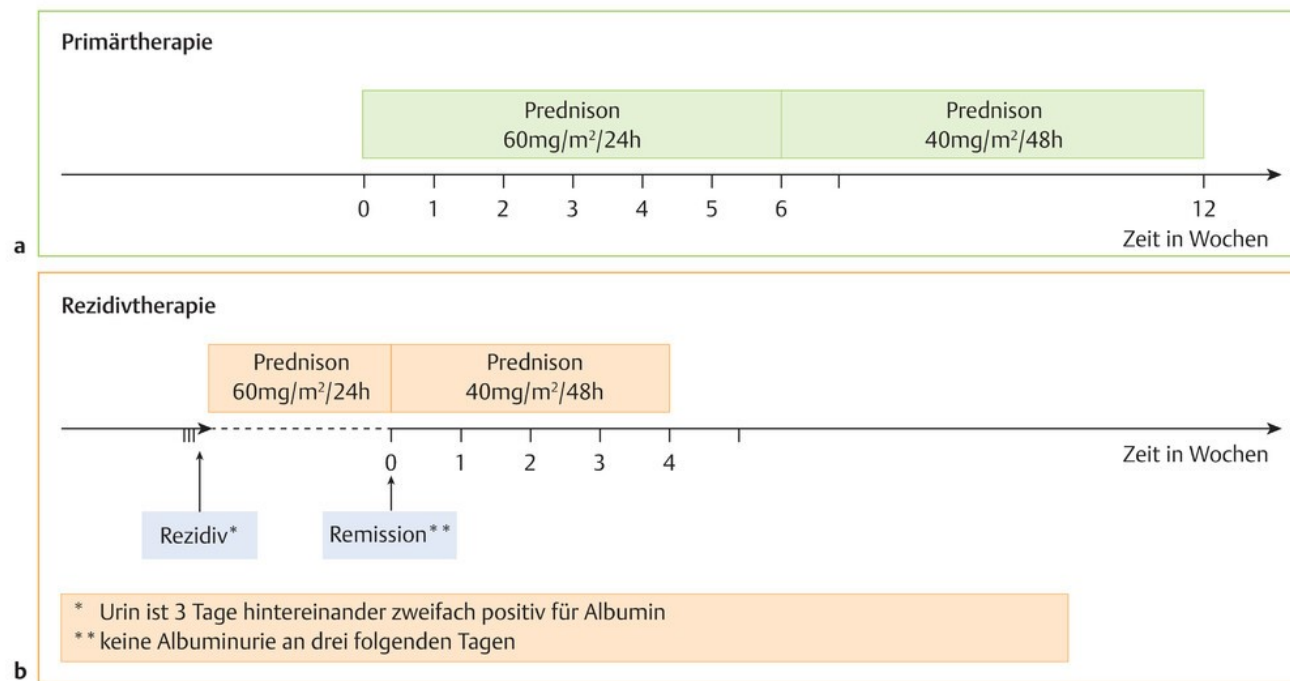 Primärtherapie
Prednison
60mg/m²/24h
Prednison
40mg/m²/48h
0 1 2 3 4 5 6 12
Zeit in Wochen
a
Rezidivtherapie
Prednison
60mg/m²/24h
Prednison
40mg/m²/48h
0 1 2 3 4
Zeit in Wochen
Rezidiv*
Remission**
* Urin ist 3 Tage hintereinander zweifach positiv für Albumin
** keine Albuminurie an drei folgenden Tagen
b